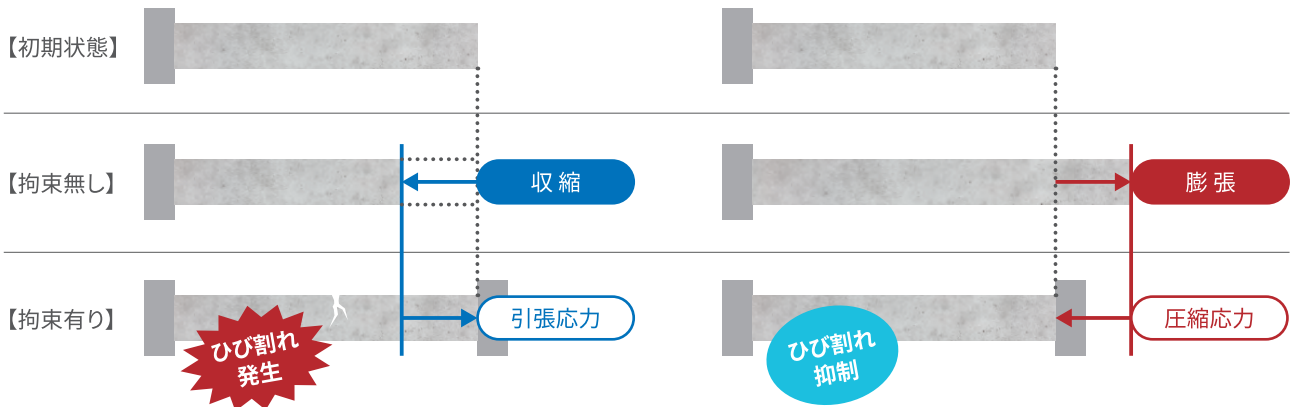 【初期状態】
【拘束無し】
収縮
膨張
【拘束有り】
引張応力
圧縮応力
ひび割れ
発生
ひび割れ
抑制